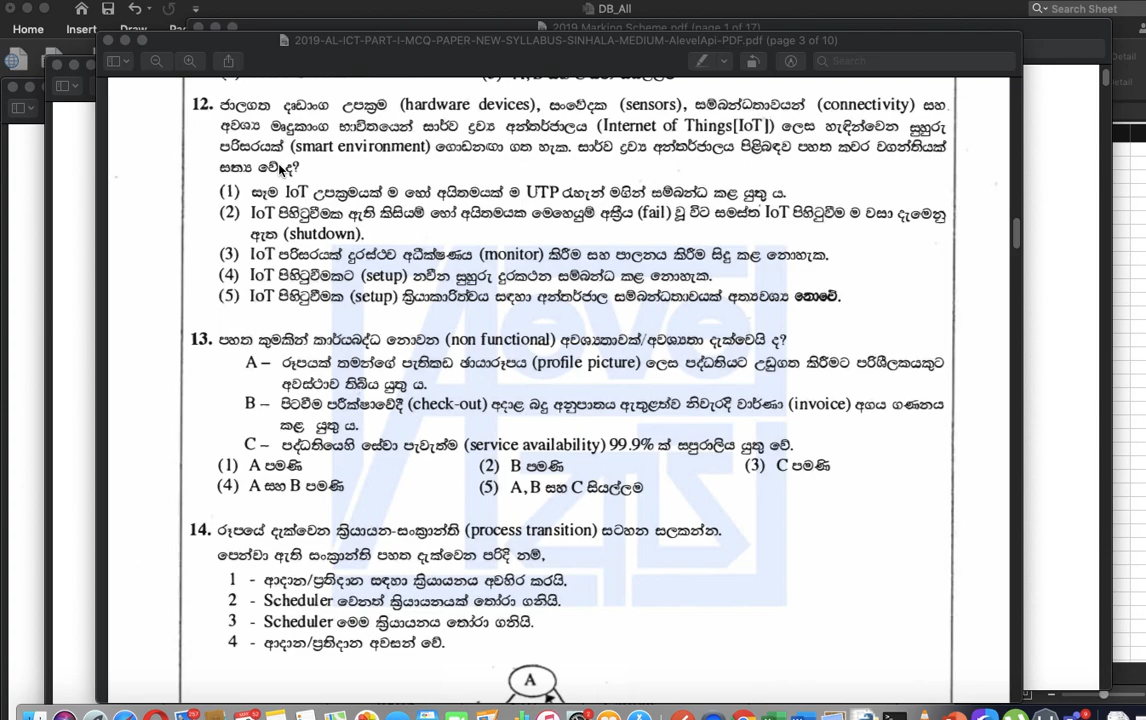 DB_All
Search Sheet
Home Insert Draw
2019 Marking Scheme.pdf (page 1 of 17)
2019-AL-ICT-PART-I-MCQ-PAPER-NEW-SYLLABUS-SINHALA-MEDIUM-AlevelApi-PDF.pdf (page 3 of 10)
Search
12. ජාලගත දෘඩාංග උපක්‍රම (hardware devices), සංවේදක (sensors), සම්බන්ධතාවයන් (connectivity) සහ
අවශ්‍ය මෘදුකාංග භාවිතයෙන් සාර්ව ද්‍රව්‍ය අන්තර්ජාලය (Internet of Things[IoT]) ලෙස හැඳින්වෙන සුහුරු
පරිසරයක් (smart environment) ගොඩනඟා ගත හැක. සාර්ව ද්‍රව්‍ය අන්තර්ජාලය පිළිබඳව පහත කවර වගන්තියක්
සත්‍ය වේද?
(1) සෑම IoT උපක්‍රමයක් ම හෝ අයිතමයක් ම UTP රැහැන් මගින් සම්බන්ධ කළ යුතු ය.
(2) IoT පිහිටුවීමක ඇති කිසියම් හෝ අයිතමයක මෙහෙයුම් අක්‍රීය (fail) වූ විට සමස්ත IoT පිහිටුවීම ම වසා දැමෙනු
ඇත (shutdown).
(3) IoT පරිසරයක් දුරස්ථව අධීක්ෂණය (monitor) කිරීම සහ පාලනය කිරීම සිදු කළ නොහැක.
(4) IoT පිහිටුවීමකට (setup) නවීන සුහුරු දුරකථන සම්බන්ධ කළ නොහැක.
(5) IoT පිහිටුවීමක (setup) ක්‍රියාකාරිත්වය සඳහා අන්තර්ජාල සම්බන්ධතාවයක් අත්‍යවශ්‍ය නොවේ.
13. පහත කුමකින් කාර්යබද්ධ නොවන (non functional) අවශ්‍යතාවක්/අවශ්‍යතා දැක්වෙයි ද?
A – රූපයක් තමන්ගේ පැතිකඩ ඡායාරූපය (profile picture) ලෙස පද්ධතියට උඩුගත කිරීමට පරිශීලකයකුට
අවස්ථාව තිබිය යුතු ය.
B – පිටවීම පරීක්ෂාවේදී (check-out) අදාළ බදු අනුපාතය ඇතුළත්ව නිවැරදි වාර්ණා (invoice) අගය ගණනය
කළ යුතු ය.
C – පද්ධතියෙහි සේවා පැවැත්ම (service availability) 99.9% ක් සපුරාලිය යුතු වේ.
(1) A පමණි (2) B පමණි (3) C පමණි
(4) A සහ B පමණි (5) A, B සහ C සියල්ලම
14. රූපයේ දැක්වෙන ක්‍රියායන-සංක්‍රාන්ති (process transition) සටහන සලකන්න.
පෙන්වා ඇති සංක්‍රාන්ති පහත දැක්වෙන පරිදි නම්,
1 - ආදාන/ප්‍රතිදාන සඳහා ක්‍රියායනය අවහිර කරයි.
2 - Scheduler වෙනත් ක්‍රියායනයක් තෝරා ගනියි.
3 - Scheduler මෙම ක්‍රියායනය තෝරා ගනියි.
4 - ආදාන/ප්‍රතිදාන අවසන් වේ.
A